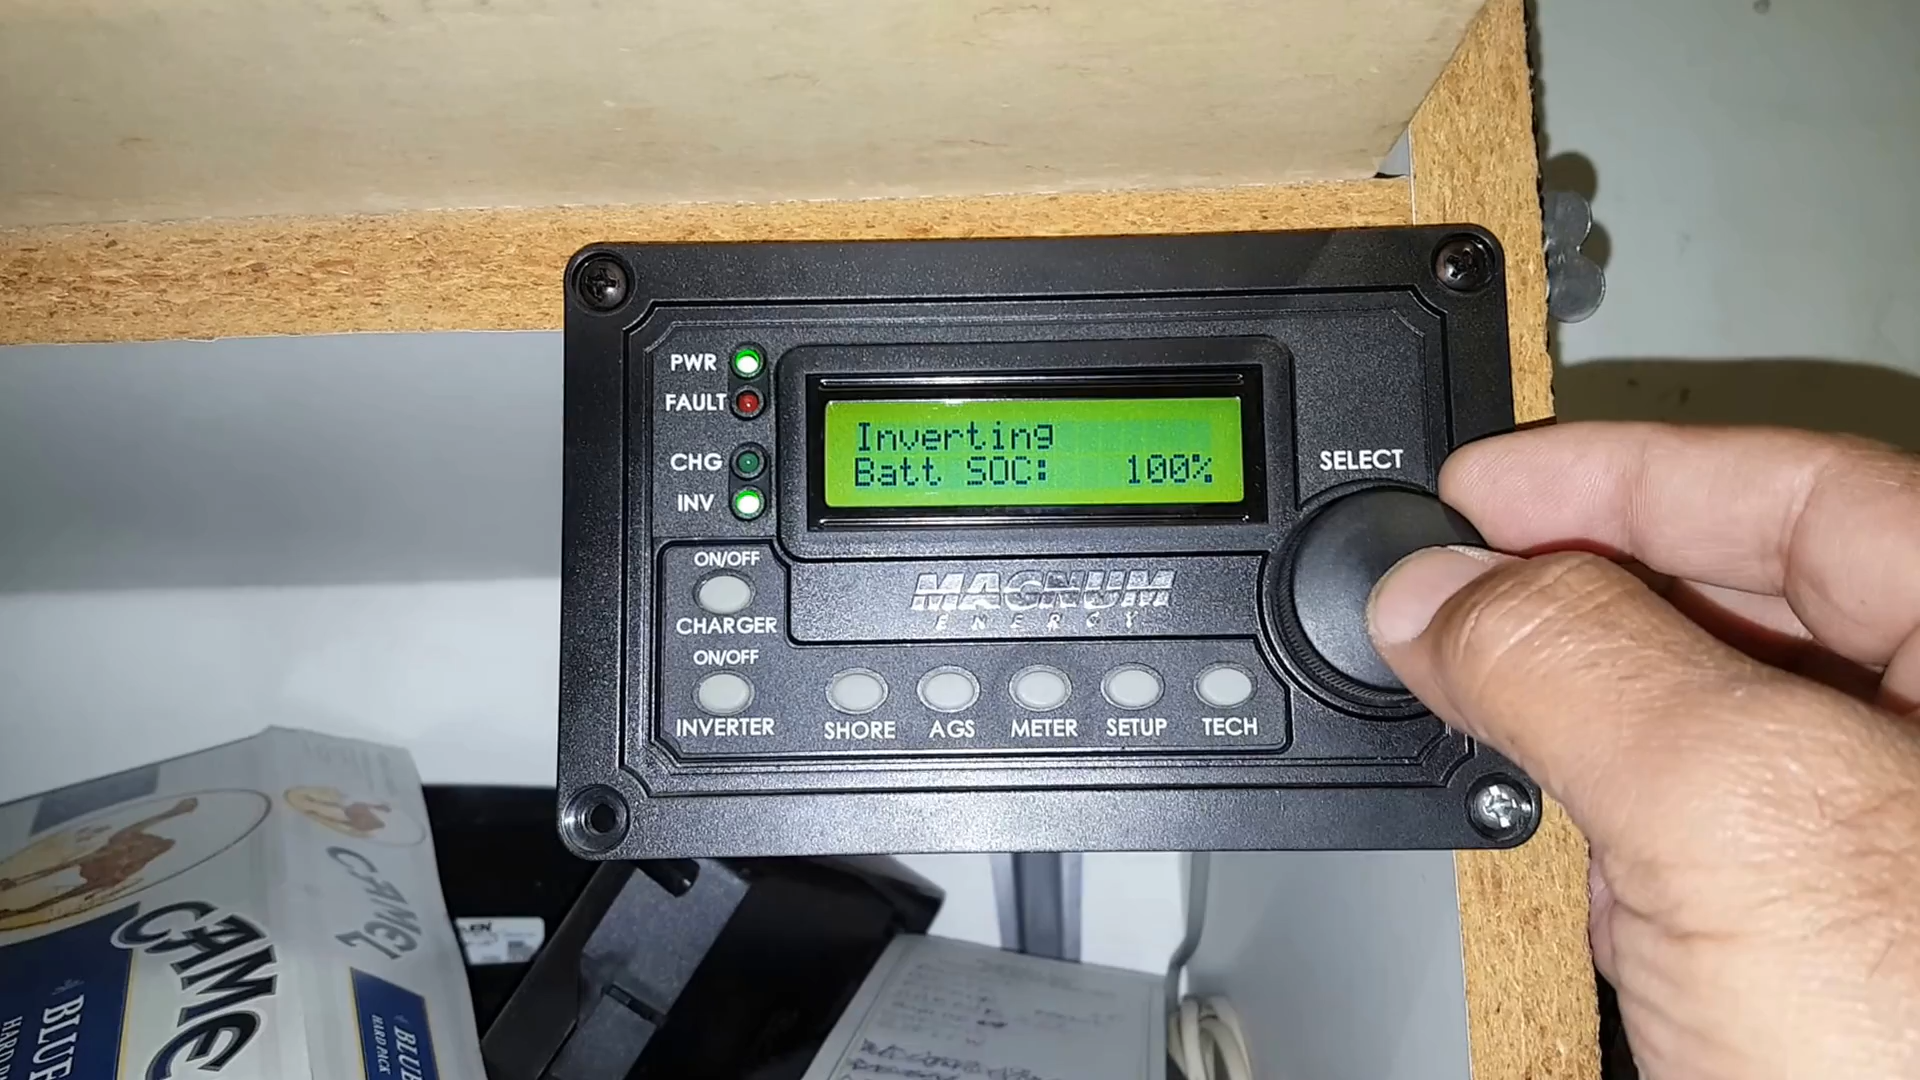 PWR
FAULT
CHG
INV
Inverting
Batt SOC: 100%
SELECT
ON/OFF
CHARGER
ON/OFF
INVERTER
MAGNUM
ENERGY
SHORE
AGS
METER
SETUP
TECH
CAMEL
CAMEL
BLUE
HARD PACK